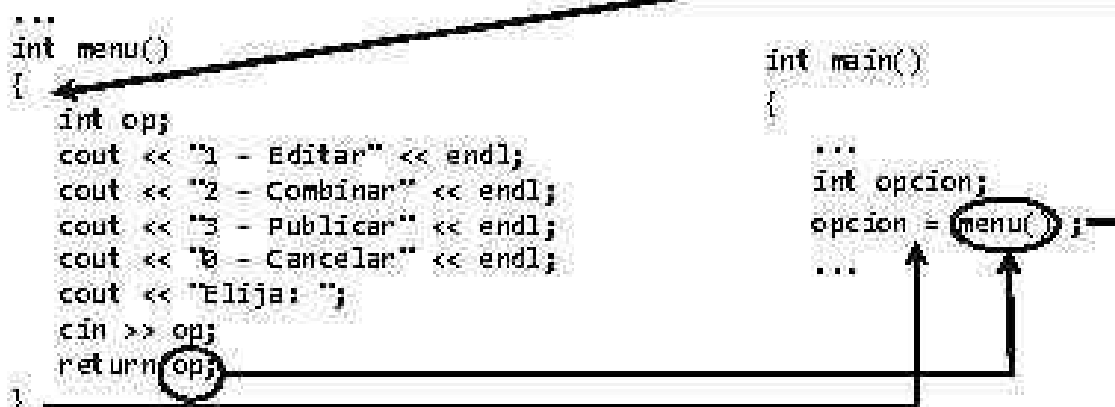 ...
int menu()
{
int op;
cout << "1 - Editar" << endl;
cout << "2 - Combinar" << endl;
cout << "3 - Publicar" << endl;
cout << "0 - Cancelar" << endl;
cout << "Elija: ";
cin >> op;
return op;
}
int main()
{
...
int opcion;
opcion = menu() ;
...